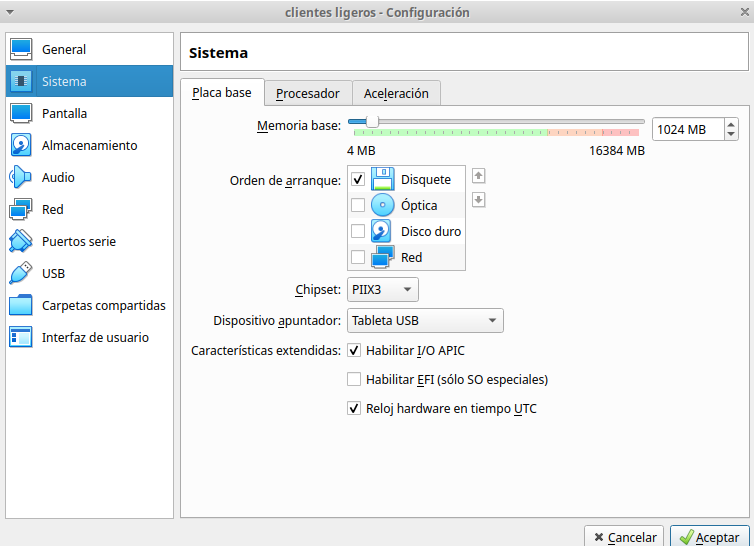 clientes ligeros - Configuración
General
Sistema
Pantalla
Almacenamiento
Audio
Red
Puertos serie
USB
Carpetas compartidas
Interfaz de usuario
Sistema
Placa base
Procesador
Aceleración
Memoria base:
1024 MB
4 MB
16384 MB
Orden de arranque:
Disquete
Óptica
Disco duro
Red
Chipset:
PIIX3
Dispositivo apuntador:
Tableta USB
Características extendidas:
Habilitar I/O APIC
Habilitar EFI (sólo SO especiales)
Reloj hardware en tiempo UTC
Cancelar
Aceptar